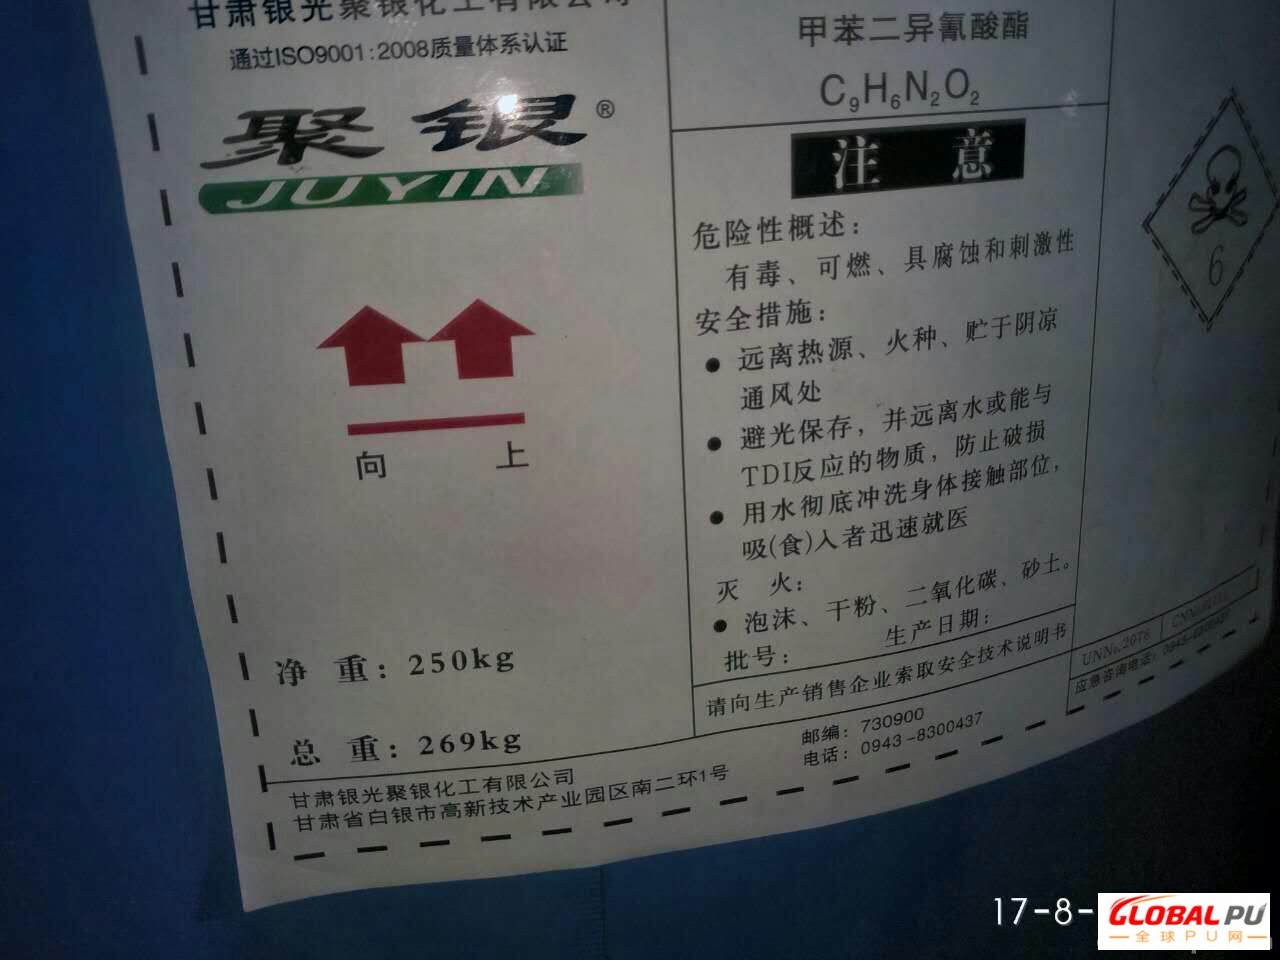 甘肃银光聚银化工有限公司
通过ISO9001:2008质量体系认证
聚银®
JUYIN
向 上
净 重: 250kg
总 重: 269kg
甲苯二异氰酸酯
C₉H₆N₂O₂
注 意
危险性概述:
有毒、可燃、具腐蚀和刺激性
安全措施:
● 远离热源、火种、贮于阴凉
通风处
● 避光保存，并远离水或能与
TDI反应的物质，防止破损
● 用水彻底冲洗身体接触部位，
吸(食)入者迅速就医
灭 火:
● 泡沫、干粉、二氧化碳、砂土。
批号: 生产日期:
请向生产销售企业索取安全技术说明书
6
UNNo.2078
应急咨询电话:
甘肃银光聚银化工有限公司
甘肃省白银市高新技术产业园区南二环1号
邮编: 730900
电话: 0943-8300437
17-8-
GLOBAL PU
全球PU网